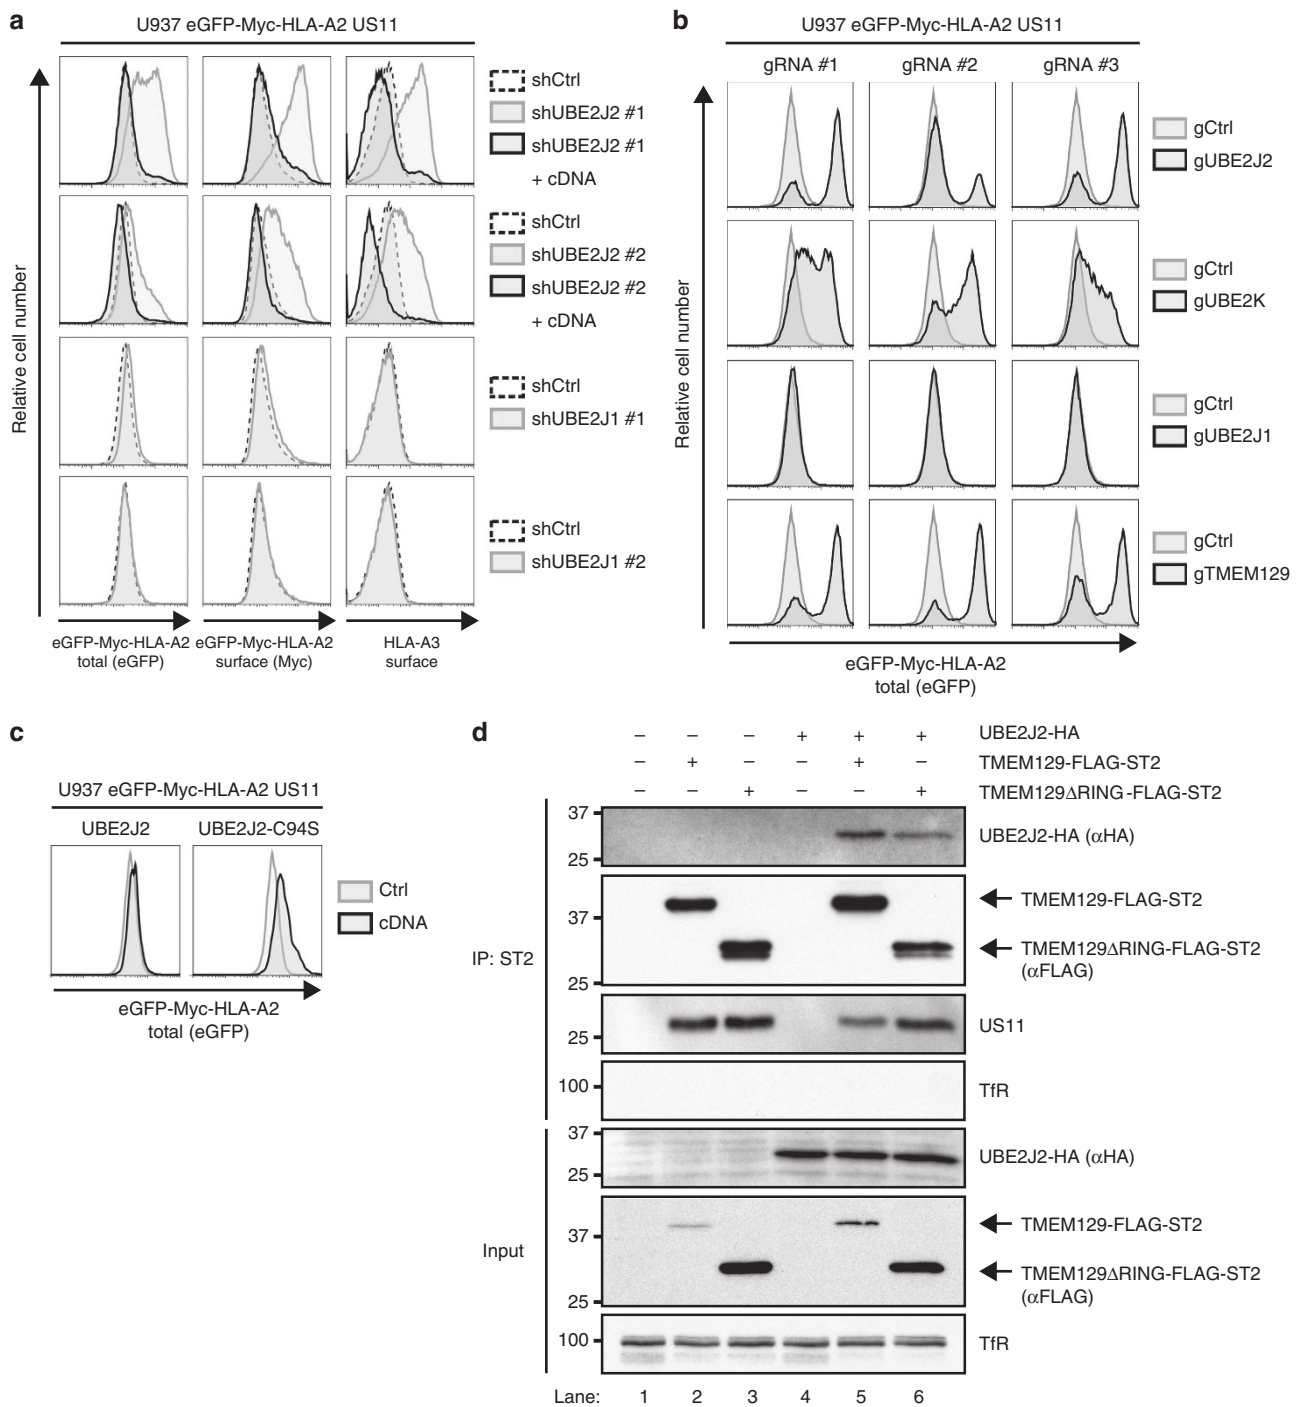 a
U937 eGFP-Myc-HLA-A2 US11
Relative cell number
shCtrl
shUBE2J2 #1
shUBE2J2 #1
+ cDNA
shCtrl
shUBE2J2 #2
shUBE2J2 #2
+ cDNA
shCtrl
shUBE2J1 #1
shCtrl
shUBE2J1 #2
eGFP-Myc-HLA-A2
total (eGFP)
eGFP-Myc-HLA-A2
surface (Myc)
HLA-A3
surface
b
U937 eGFP-Myc-HLA-A2 US11
gRNA #1 gRNA #2 gRNA #3
Relative cell number
gCtrl
gUBE2J2
gCtrl
gUBE2K
gCtrl
gUBE2J1
gCtrl
gTMEM129
eGFP-Myc-HLA-A2
total (eGFP)
c
U937 eGFP-Myc-HLA-A2 US11
UBE2J2 UBE2J2-C94S
Ctrl
cDNA
eGFP-Myc-HLA-A2
total (eGFP)
d
– – – + + + UBE2J2-HA
– + – – + – TMEM129-FLAG-ST2
– – + – – + TMEM129ΔRING-FLAG-ST2
IP: ST2
37
25
UBE2J2-HA (αHA)
37
25
TMEM129-FLAG-ST2
TMEM129ΔRING-FLAG-ST2
(αFLAG)
25
US11
100
TfR
Input
37
25
UBE2J2-HA (αHA)
37
25
TMEM129-FLAG-ST2
TMEM129ΔRING-FLAG-ST2
(αFLAG)
100
TfR
Lane: 1 2 3 4 5 6